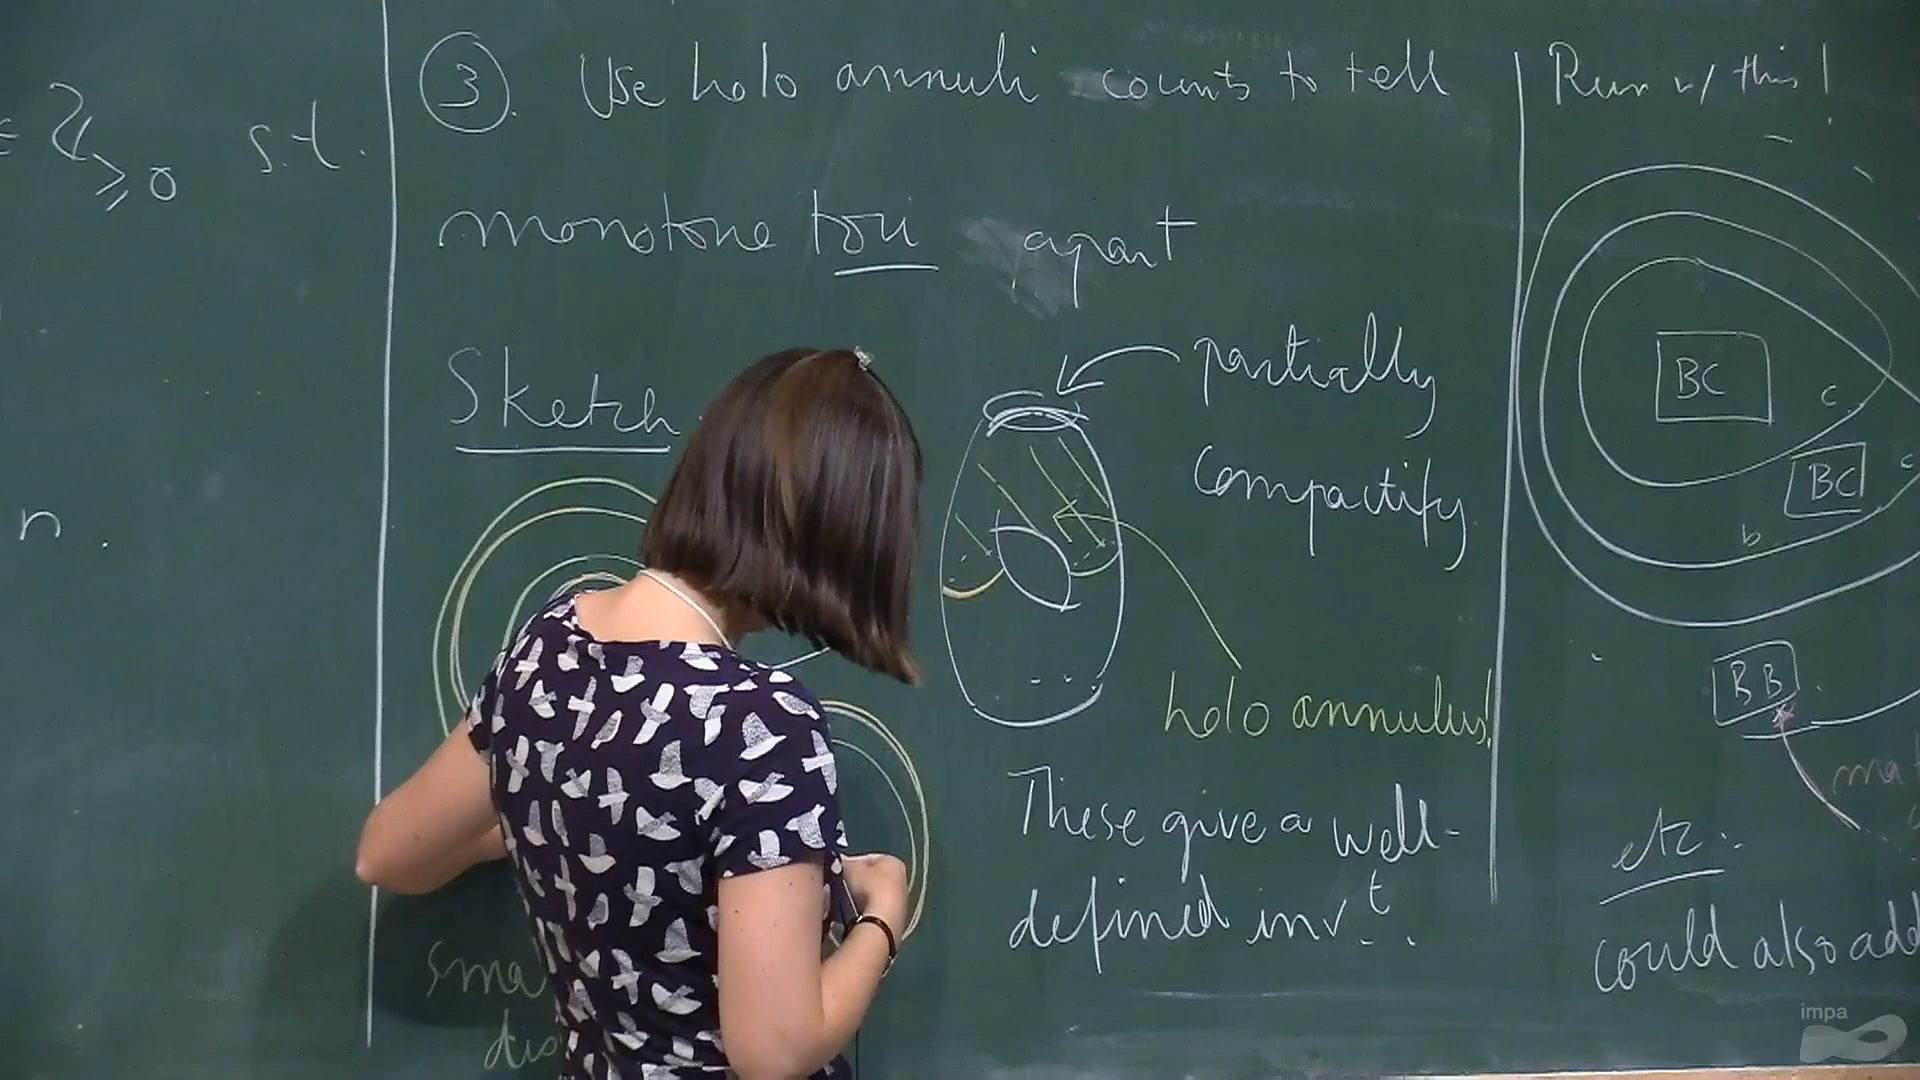 ≥0 s.t.
n.
③. Use holo annuli counts to tell
monotone tori apart
Sketch
partially
compactify
holo annulus!
These give a well-
defined invᵗ.
Run w/ this!
BC
c
BC
c
b
BB
etc.
could also add
impa